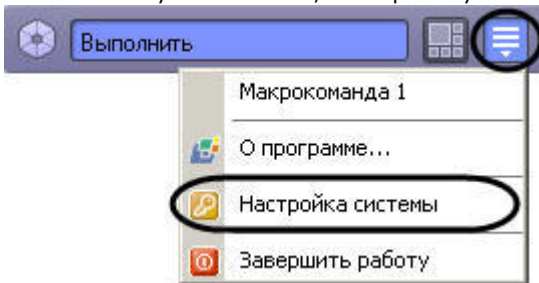 Выполнить
Макрокоманда 1
О программе...
Настройка системы
Завершить работу